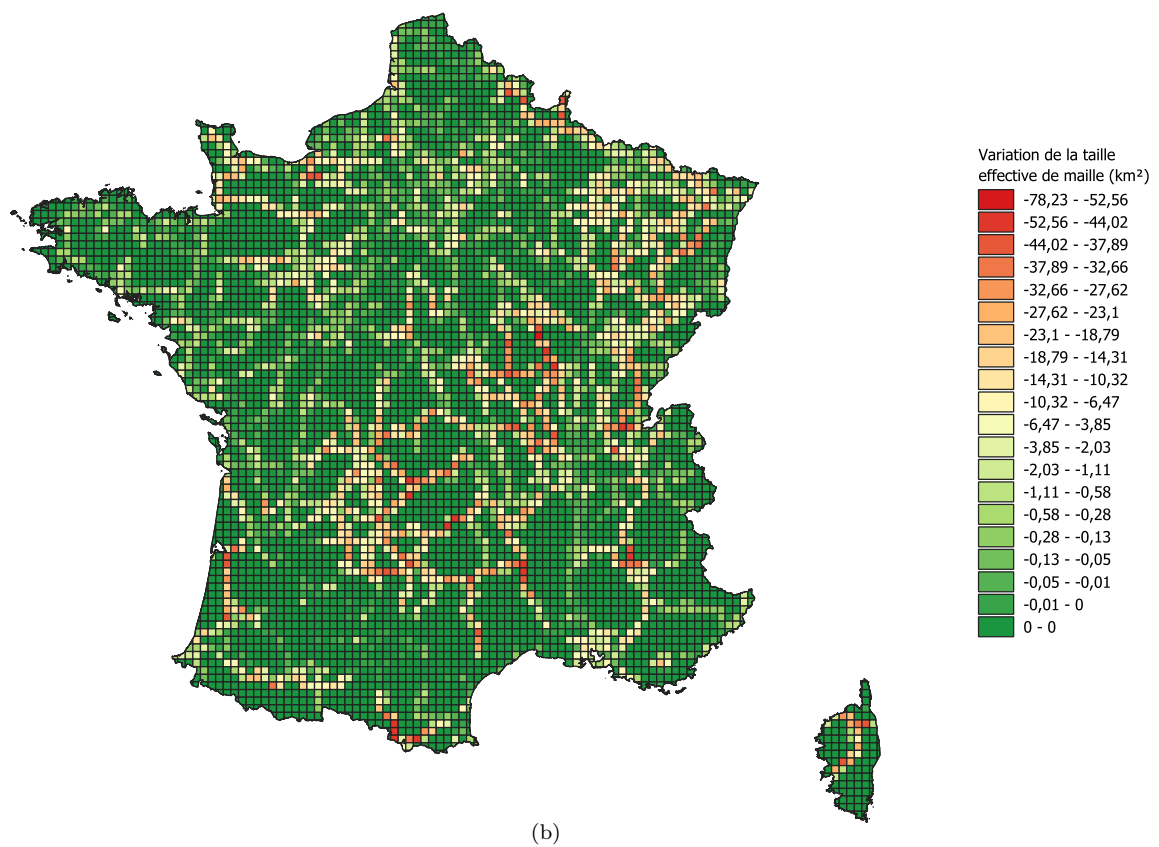 Variation de la taille
effective de maille (km²)
-78,23 - -52,56
-52,56 - -44,02
-44,02 - -37,89
-37,89 - -32,66
-32,66 - -27,62
-27,62 - -23,1
-23,1 - -18,79
-18,79 - -14,31
-14,31 - -10,32
-10,32 - -6,47
-6,47 - -3,85
-3,85 - -2,03
-2,03 - -1,11
-1,11 - -0,58
-0,58 - -0,28
-0,28 - -0,13
-0,13 - -0,05
-0,05 - -0,01
-0,01 - 0
0 - 0
(b)